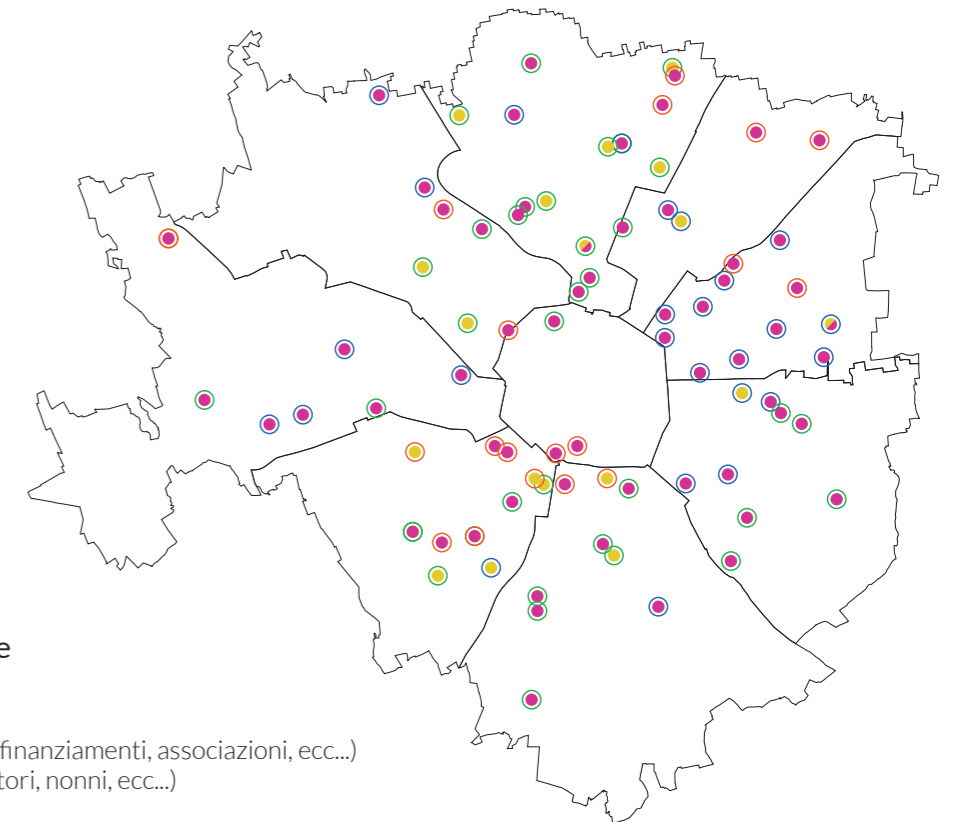 e
finanziamenti, associazioni, ecc...)
tori, nonni, ecc...)